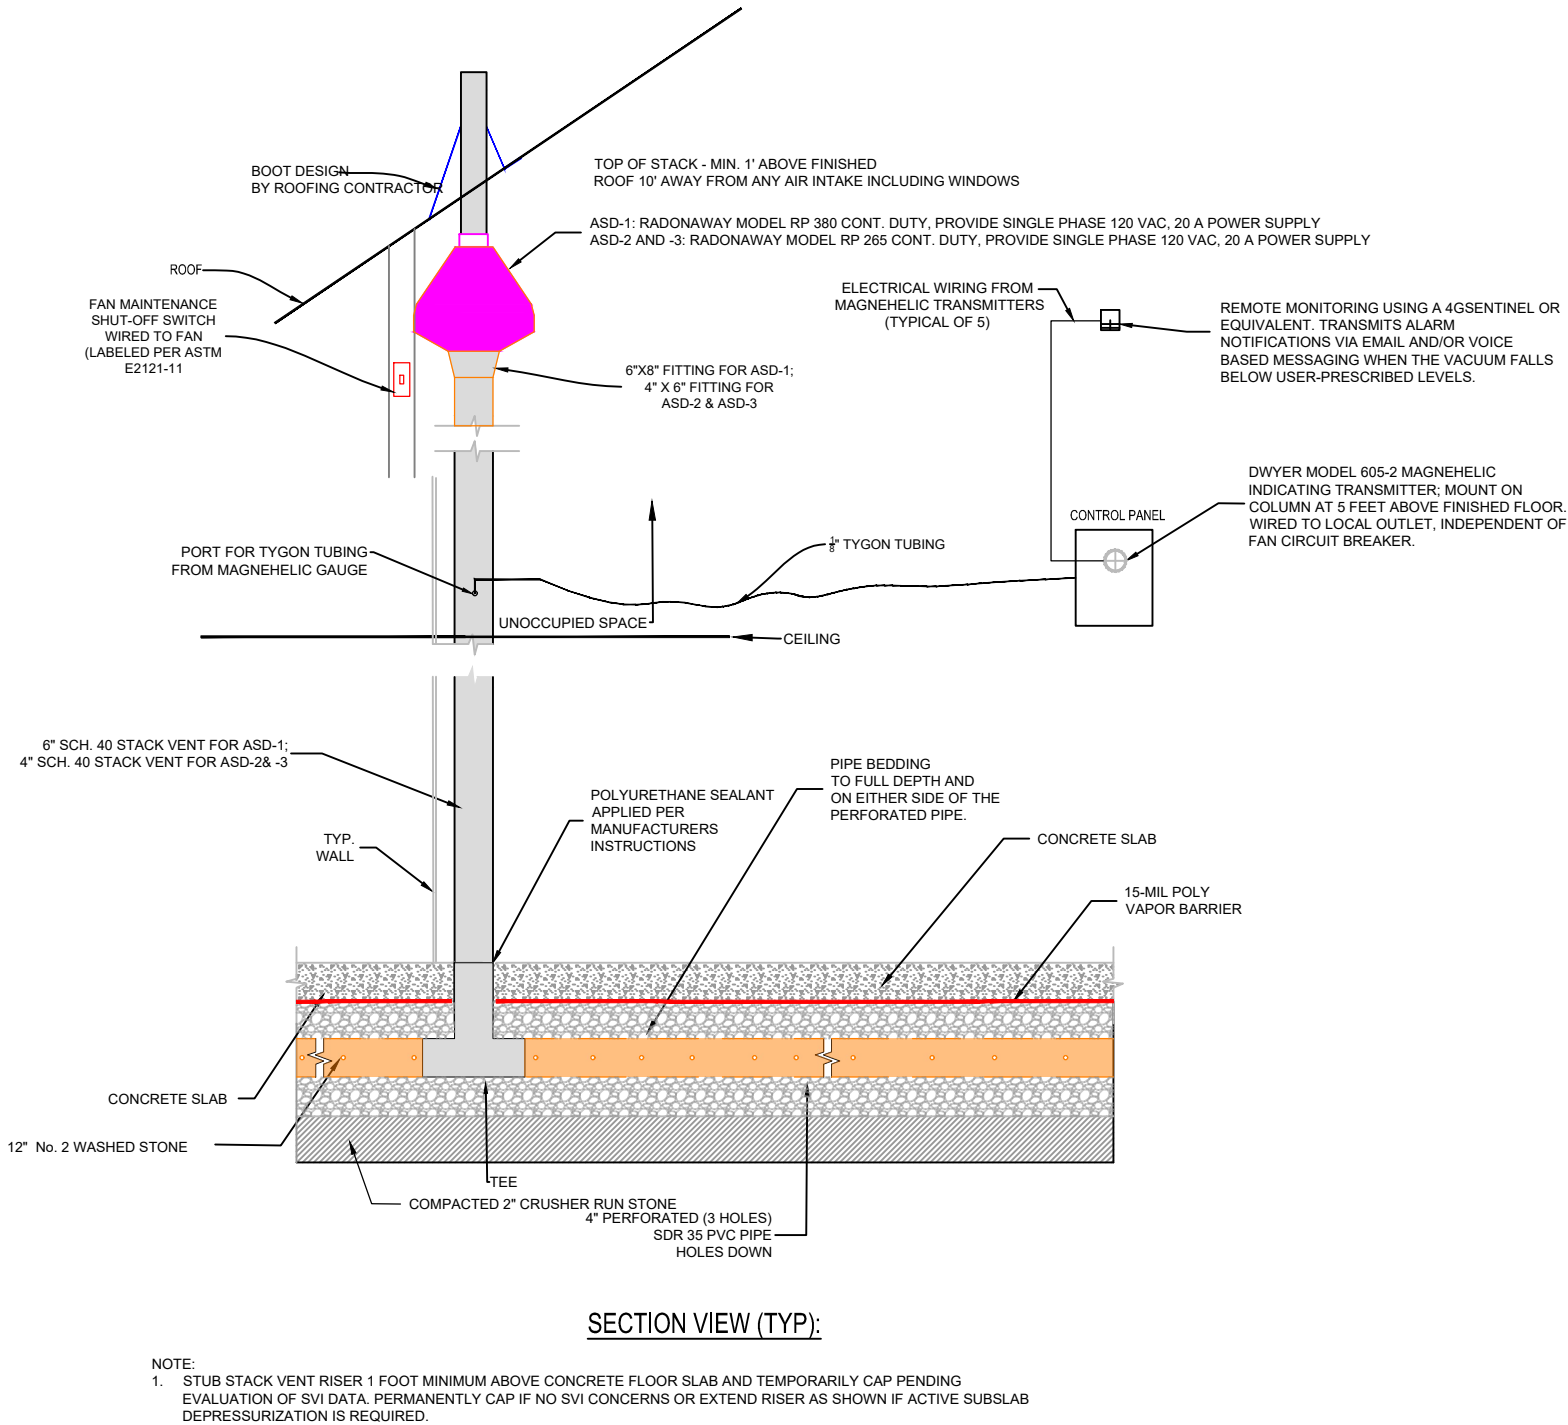 BOOT DESIGN
BY ROOFING CONTRACTOR
TOP OF STACK - MIN. 1' ABOVE FINISHED
ROOF 10' AWAY FROM ANY AIR INTAKE INCLUDING WINDOWS
ASD-1: RADONAWAY MODEL RP 380 CONT. DUTY, PROVIDE SINGLE PHASE 120 VAC, 20 A POWER SUPPLY
ASD-2 AND -3: RADONAWAY MODEL RP 265 CONT. DUTY, PROVIDE SINGLE PHASE 120 VAC, 20 A POWER SUPPLY
ROOF
FAN MAINTENANCE
SHUT-OFF SWITCH
WIRED TO FAN
(LABELED PER ASTM
E2121-11
ELECTRICAL WIRING FROM
MAGNEHELIC TRANSMITTERS
(TYPICAL OF 5)
REMOTE MONITORING USING A 4GSENTINEL OR
EQUIVALENT. TRANSMITS ALARM
NOTIFICATIONS VIA EMAIL AND/OR VOICE
BASED MESSAGING WHEN THE VACUUM FALLS
BELOW USER-PRESCRIBED LEVELS.
6"X8" FITTING FOR ASD-1;
4" X 6" FITTING FOR
ASD-2 & ASD-3
DWYER MODEL 605-2 MAGNEHELIC
INDICATING TRANSMITTER; MOUNT ON
COLUMN AT 5 FEET ABOVE FINISHED FLOOR.
WIRED TO LOCAL OUTLET, INDEPENDENT OF
FAN CIRCUIT BREAKER.
CONTROL PANEL
PORT FOR TYGON TUBING
FROM MAGNEHELIC GAUGE
1/8" TYGON TUBING
UNOCCUPIED SPACE
CEILING
6" SCH. 40 STACK VENT FOR ASD-1;
4" SCH. 40 STACK VENT FOR ASD-2& -3
POLYURETHANE SEALANT
APPLIED PER
MANUFACTURERS
INSTRUCTIONS
PIPE BEDDING
TO FULL DEPTH AND
ON EITHER SIDE OF THE
PERFORATED PIPE.
TYP.
WALL
CONCRETE SLAB
15-MIL POLY
VAPOR BARRIER
CONCRETE SLAB
12" No. 2 WASHED STONE
TEE
COMPACTED 2" CRUSHER RUN STONE
4" PERFORATED (3 HOLES)
SDR 35 PVC PIPE
HOLES DOWN
SECTION VIEW (TYP):
NOTE:
1. STUB STACK VENT RISER 1 FOOT MINIMUM ABOVE CONCRETE FLOOR SLAB AND TEMPORARILY CAP PENDING
EVALUATION OF SVI DATA. PERMANENTLY CAP IF NO SVI CONCERNS OR EXTEND RISER AS SHOWN IF ACTIVE SUBSLAB
DEPRESSURIZATION IS REQUIRED.